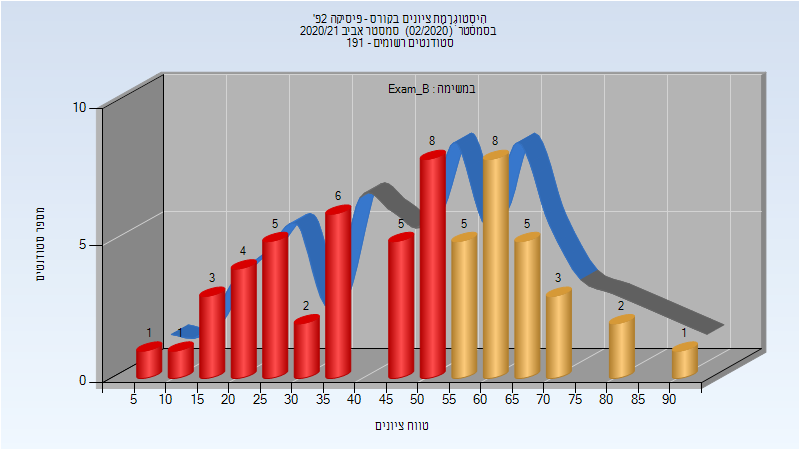 היסטוגרמת ציונים בקורס - פיסיקה 2פ'
בסמסטר (02/2020) סמסטר אביב 2020/21
סטודנטים רשומים - 191
במשימה : Exam_B
מספר סטודנטים
10
5
0
1 1 3 4 5 2 6 5 8 5 8 5 3 2 1
5 10 15 20 25 30 35 40 45 50 55 60 65 70 75 80 85 90
טווח ציונים